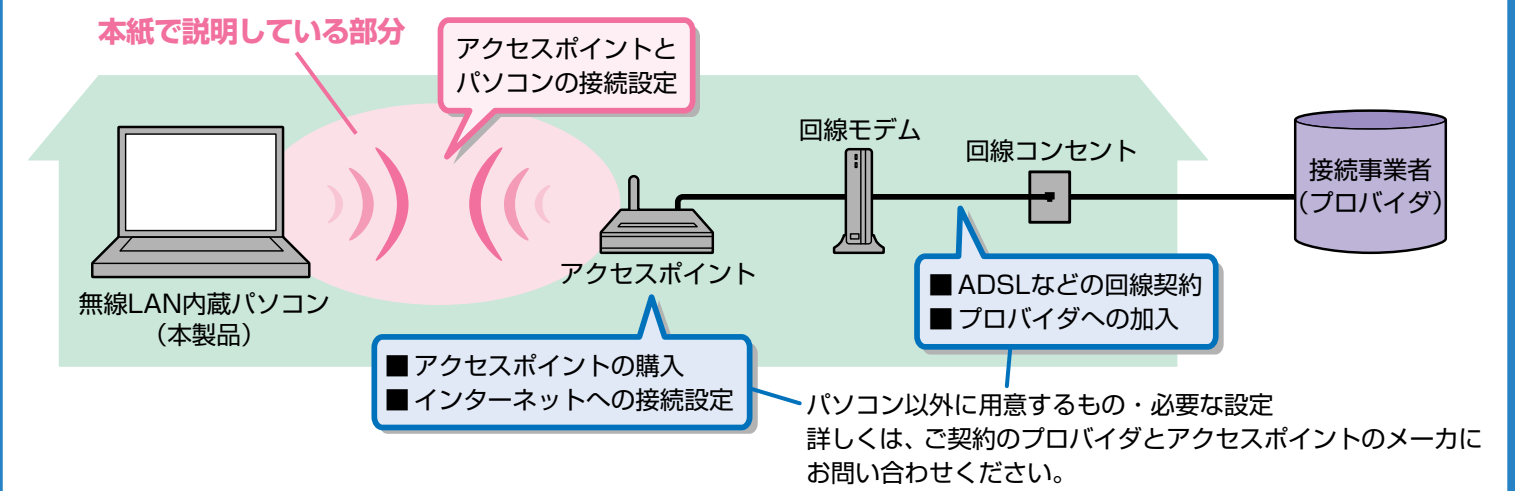 本紙で説明している部分
アクセスポイントと
パソコンの接続設定
回線モデム
回線コンセント
接続事業者
（プロバイダ）
アクセスポイント
無線LAN内蔵パソコン
（本製品）
■ ADSLなどの回線契約
■ プロバイダへの加入
■ アクセスポイントの購入
■ インターネットへの接続設定
パソコン以外に用意するもの・必要な設定
詳しくは、ご契約のプロバイダとアクセスポイントのメーカに
お問い合わせください。